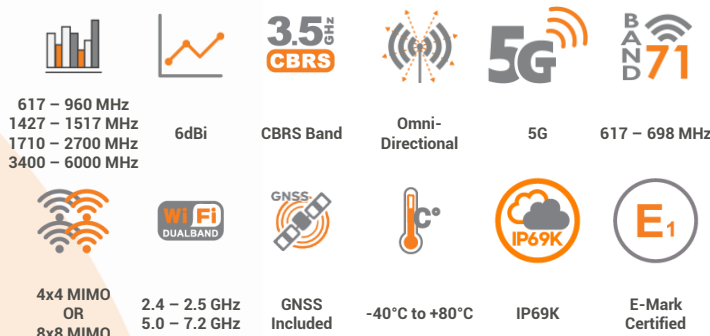 3.5GHz
CBRS
5G
BAND
71
617 – 960 MHz
1427 – 1517 MHz
1710 – 2700 MHz
3400 – 6000 MHz
6dBi
CBRS Band
Omni-
Directional
5G
617 – 698 MHz
Wi Fi
DUALBAND
GNSS
C°
IP69K
E1
4x4 MIMO
OR
8x8 MIMO
2.4 – 2.5 GHz
5.0 – 7.2 GHz
GNSS
Included
-40°C to +80°C
IP69K
E-Mark
Certified